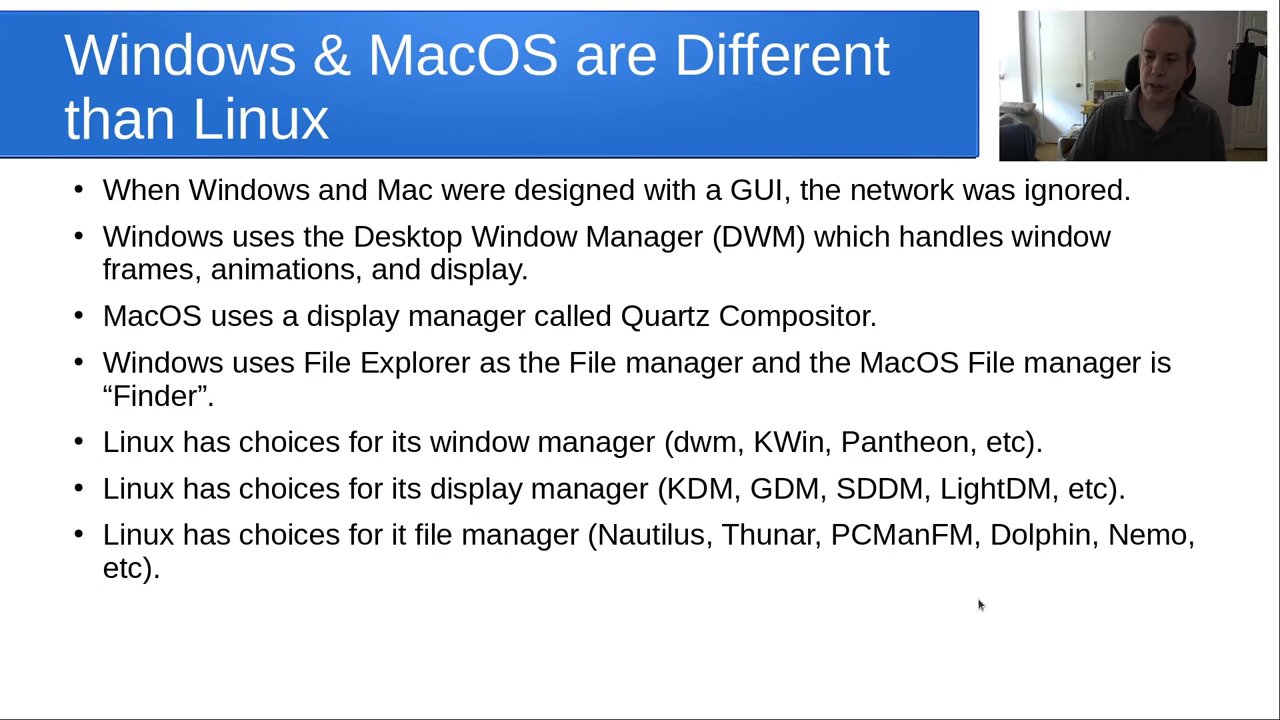 Windows & MacOS are Different
than Linux
• When Windows and Mac were designed with a GUI, the network was ignored.
• Windows uses the Desktop Window Manager (DWM) which handles window
frames, animations, and display.
• MacOS uses a display manager called Quartz Compositor.
• Windows uses File Explorer as the File manager and the MacOS File manager is
“Finder”.
• Linux has choices for its window manager (dwm, KWin, Pantheon, etc).
• Linux has choices for its display manager (KDM, GDM, SDDM, LightDM, etc).
• Linux has choices for it file manager (Nautilus, Thunar, PCManFM, Dolphin, Nemo,
etc).